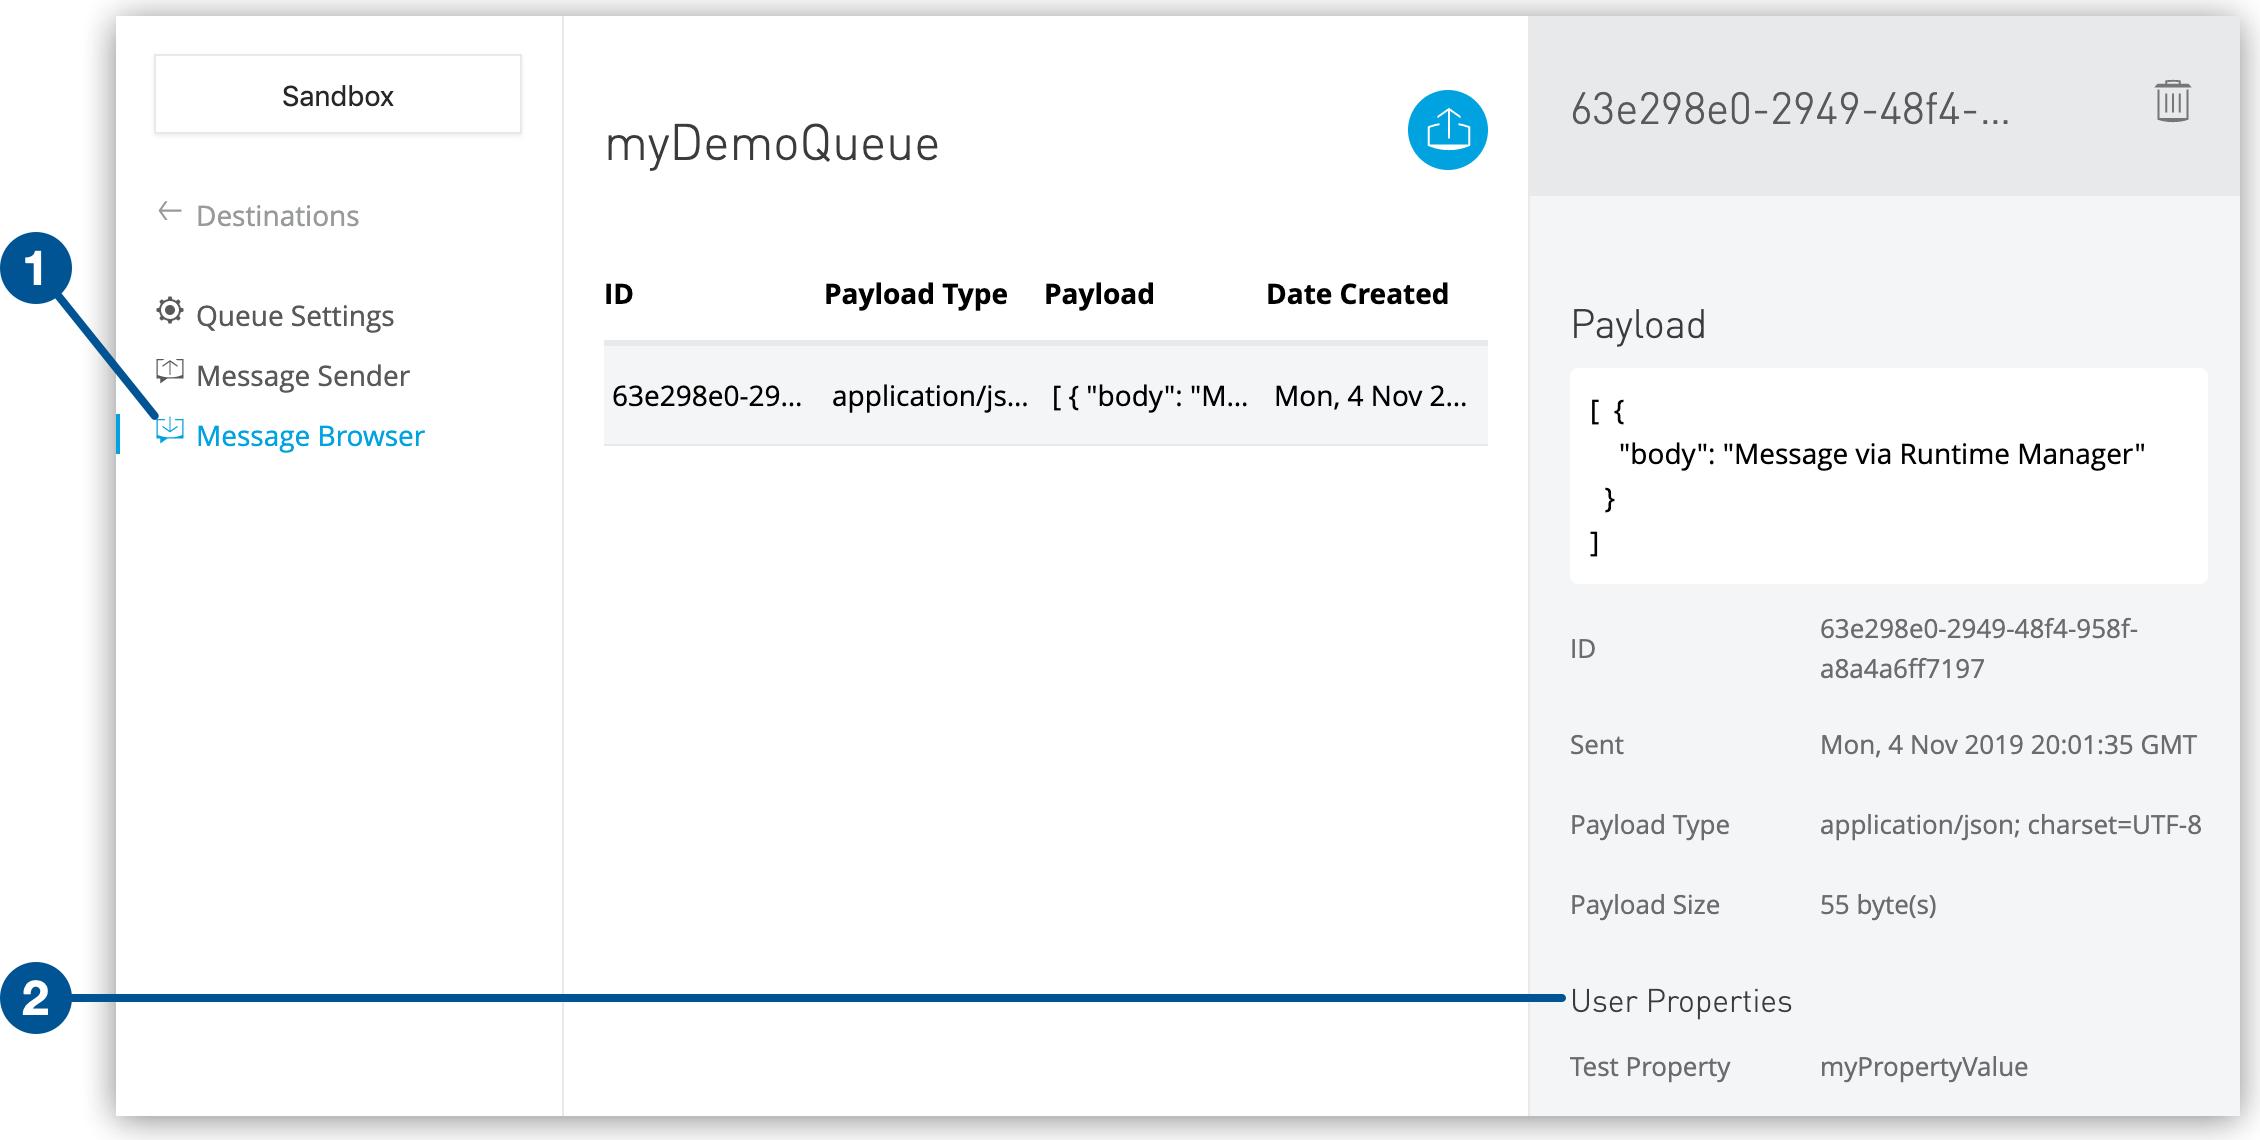 Sandbox
Destinations
1
Queue Settings
Message Sender
Message Browser
myDemoQueue
ID Payload Type Payload Date Created
63e298e0-29... application/js... [ { "body": "M... Mon, 4 Nov 2...
63e298e0-2949-48f4-...
Payload
[ {
"body": "Message via Runtime Manager"
}
]
ID 63e298e0-2949-48f4-958f-
a8a4a6ff7197
Sent Mon, 4 Nov 2019 20:01:35 GMT
Payload Type application/json; charset=UTF-8
Payload Size 55 byte(s)
2
User Properties
Test Property myPropertyValue